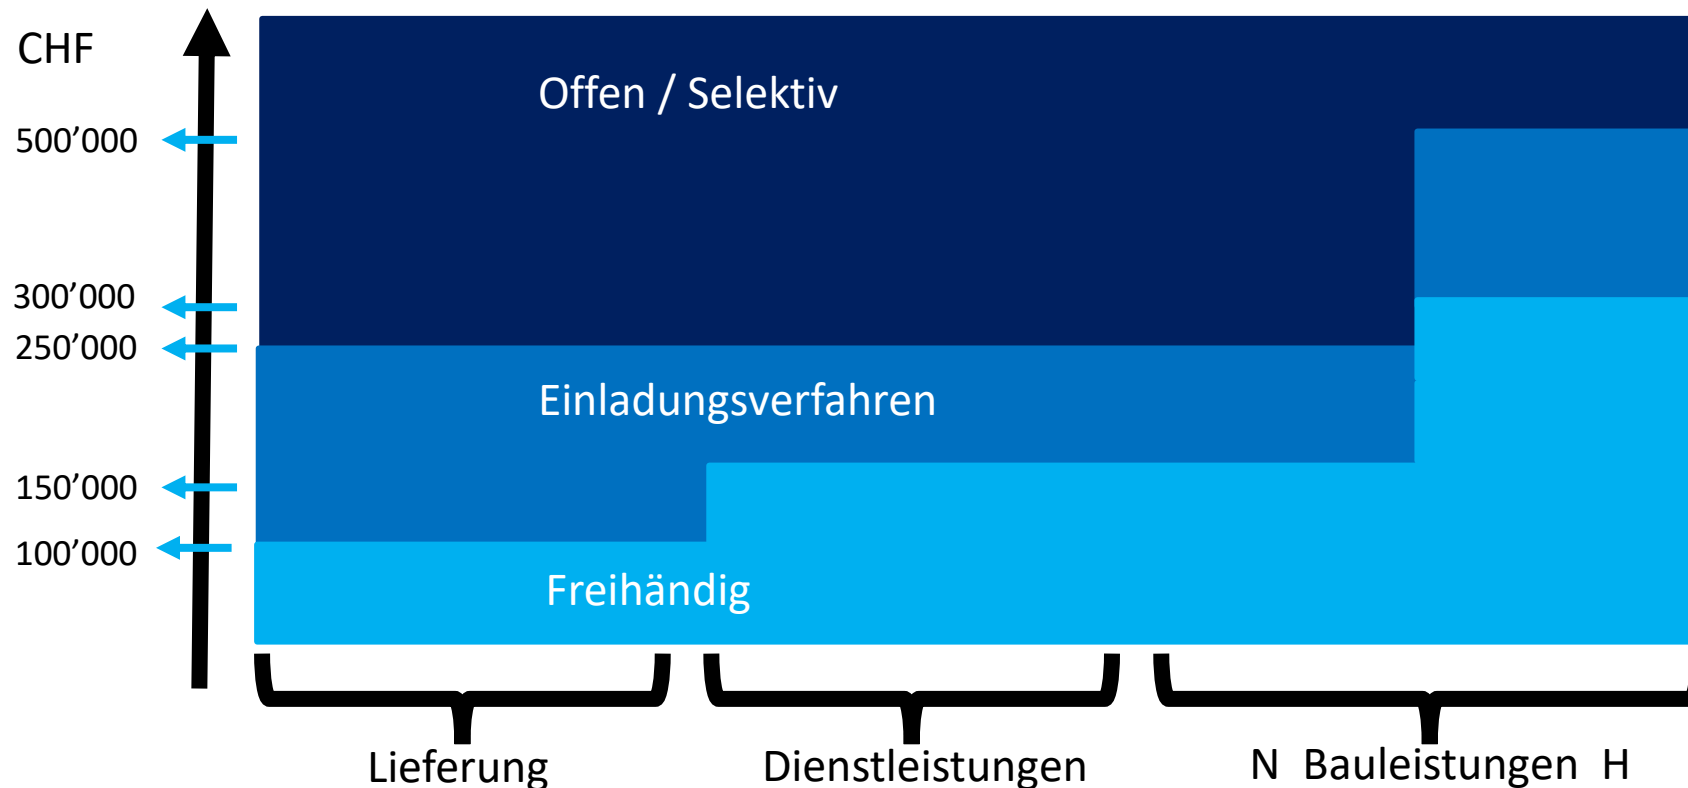 CHF
Offen / Selektiv
500’000
300’000
250’000
Einladungsverfahren
150’000
100’000
Freihändig
Lieferung
Dienstleistungen
N Bauleistungen H